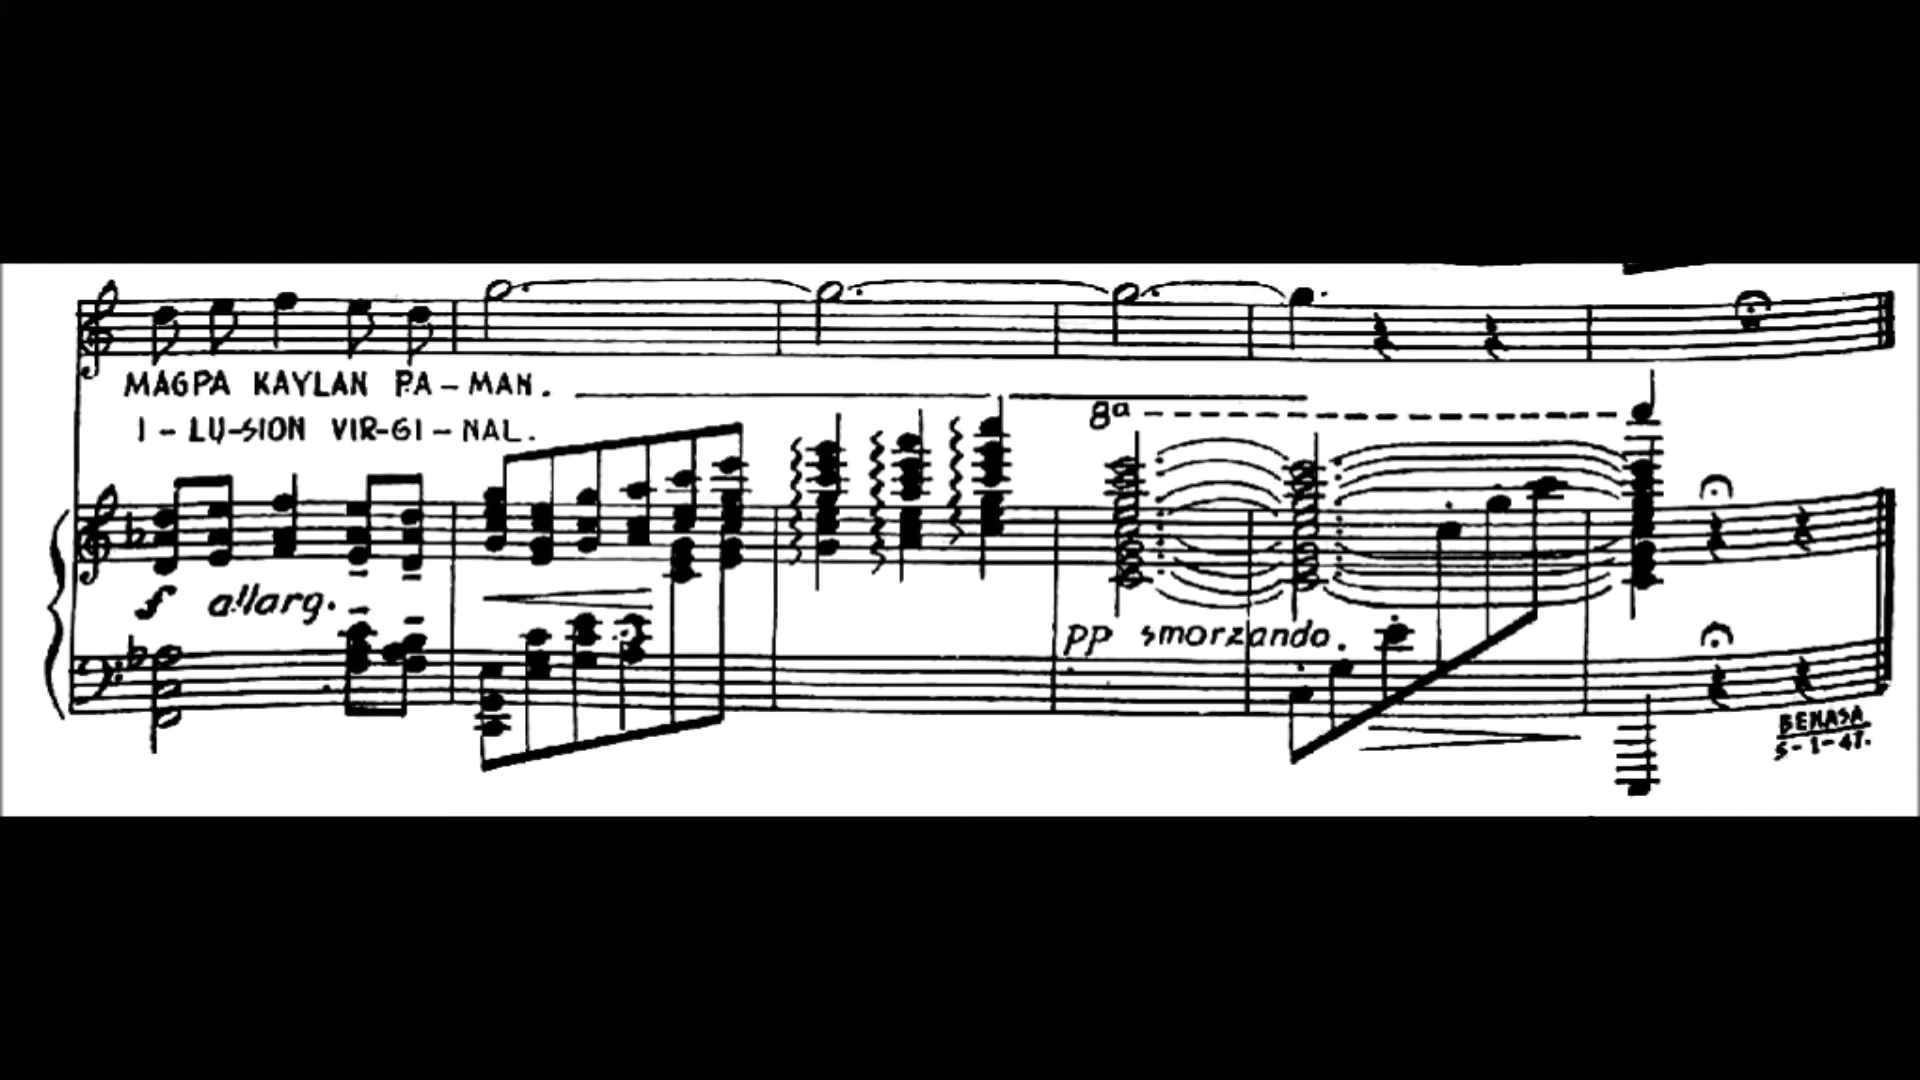 MAGPA KAYLAN PA-MAN.
I-LU-SION VIR-GI-NAL.
8a
f allarg.
pp smorzando.
BENASA
5-1-47.